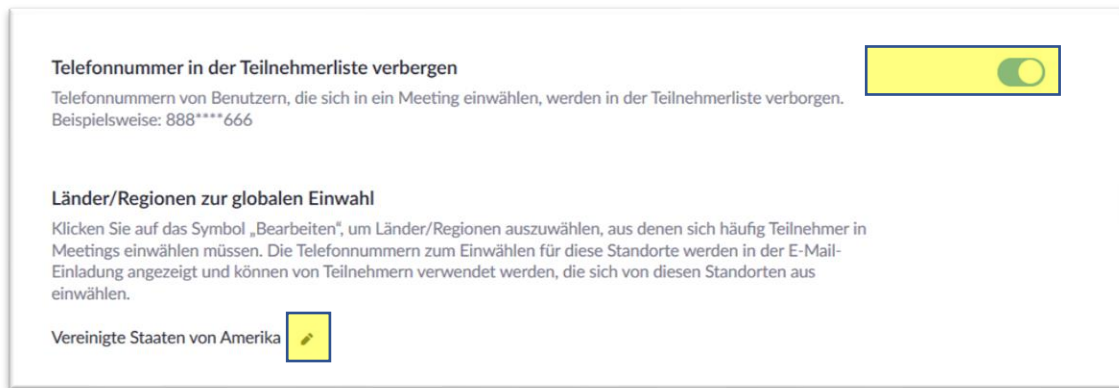 Telefonnummer in der Teilnehmerliste verbergen
Telefonnummern von Benutzern, die sich in ein Meeting einwählen, werden in der Teilnehmerliste verborgen.
Beispielsweise: 888****666
Länder/Regionen zur globalen Einwahl
Klicken Sie auf das Symbol „Bearbeiten“, um Länder/Regionen auszuwählen, aus denen sich häufig Teilnehmer in
Meetings einwählen müssen. Die Telefonnummern zum Einwählen für diese Standorte werden in der E-Mail-
Einladung angezeigt und können von Teilnehmern verwendet werden, die sich von diesen Standorten aus
einwählen.
Vereinigte Staaten von Amerika